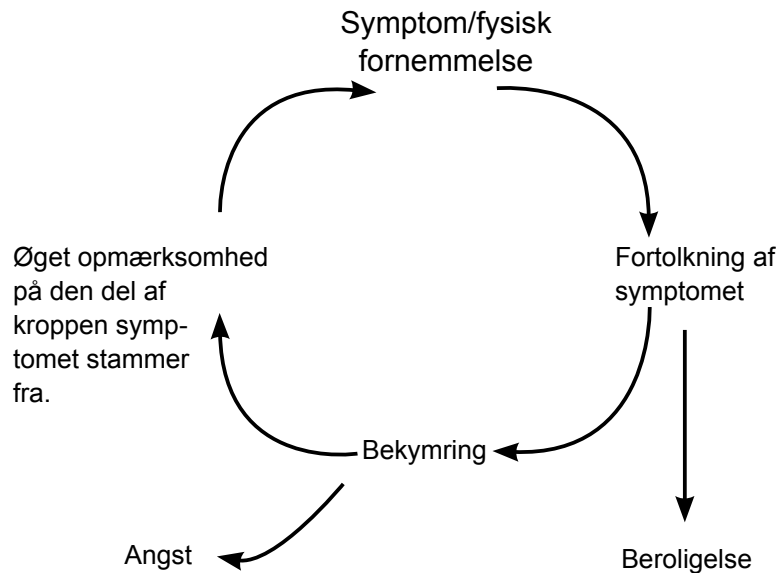 Symptom/fysisk
fornemmelse
Øget opmærksomhed
på den del af
kroppen symp-
tomet stammer
fra.
Fortolkning af
symptomet
Bekymring
Angst
Beroligelse